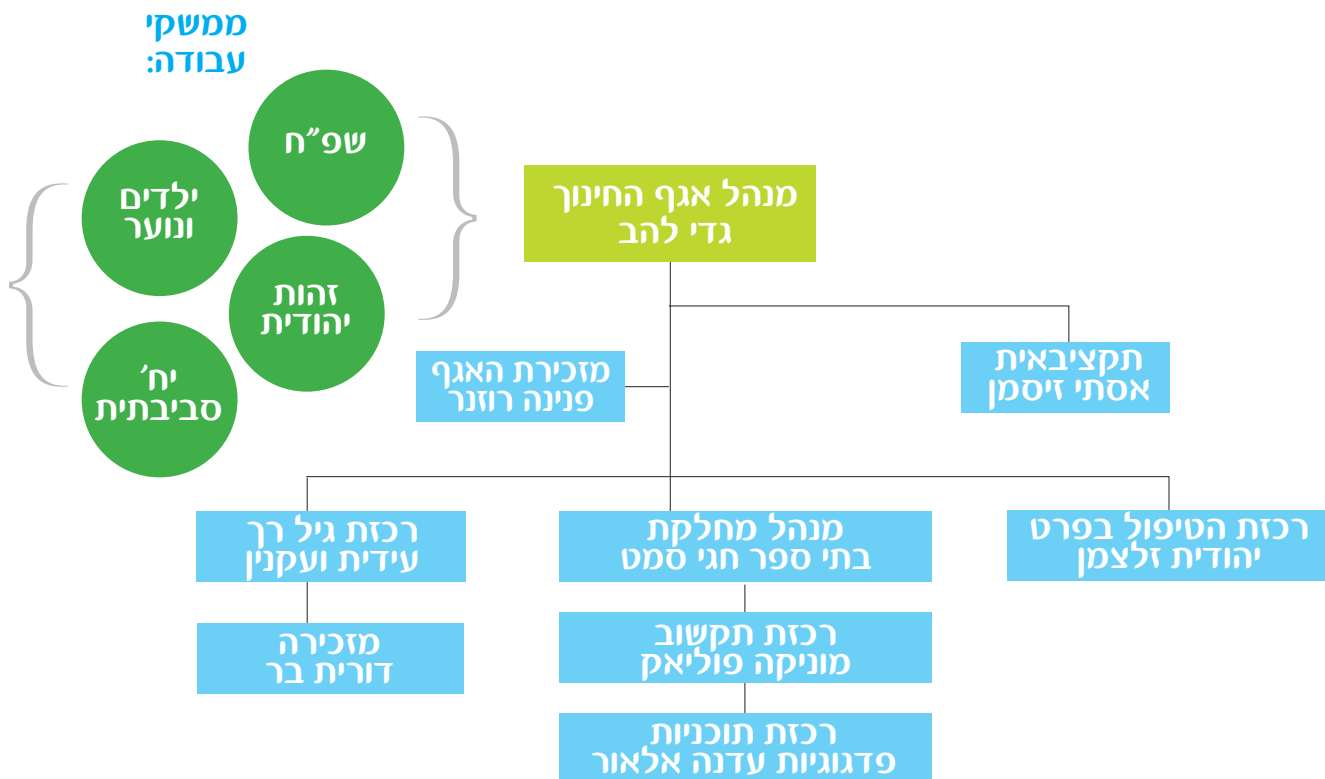 ממשקי
עבודה:
שפ״ח
ילדים
ונוער
זהות
יהודית
יח'
סביבתית
מנהל אגף החינוך
גדי להב
תקציבאית
אסתי זיסמן
מזכירת האגף
פנינה רוזנר
רכזת הטיפול בפרט
יהודית זלצמן
מנהל מחלקת
בתי ספר חגי סמט
רכזת גיל רך
עידית ועקנין
רכזת תקשוב
מוניקה פוליאק
מזכירה
דורית בר
רכזת תוכניות
פדגוגיות עדנה אלאור